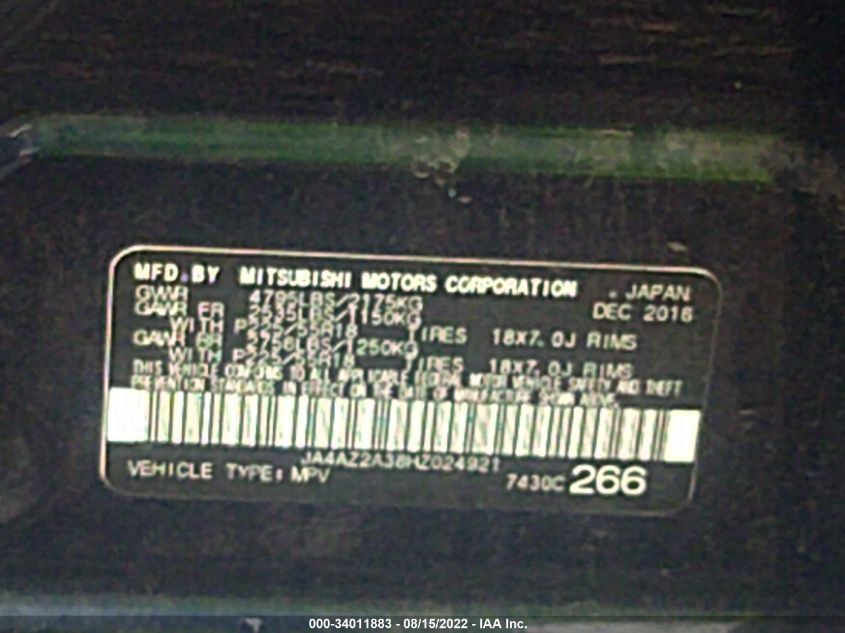 MFD.BY MITSUBISHI MOTORS CORPORATION . JAPAN
GVWR 4795LBS/2175KG DEC 2016
GAWR FR 2535LBS/1150KG
WITH P225/55R18 TIRES 18X7.0J RIMS
GAWR RR LBS/1250KG
WITH P225/55R18 TIRES 18X7.0J RIMS
THIS VEHICLE CONFORMS TO ALL APPLICABLE FEDERAL MOTOR VEHICLE SAFETY AND THEFT
PREVENTION STANDARDS IN EFFECT ON THE DATE OF MANUFACTURE SHOWN ABOVE.
JA4AZ2A38HZ024921
VEHICLE TYPE: MPV 7430C 266
000-34011883 - 08/15/2022 - IAA Inc.